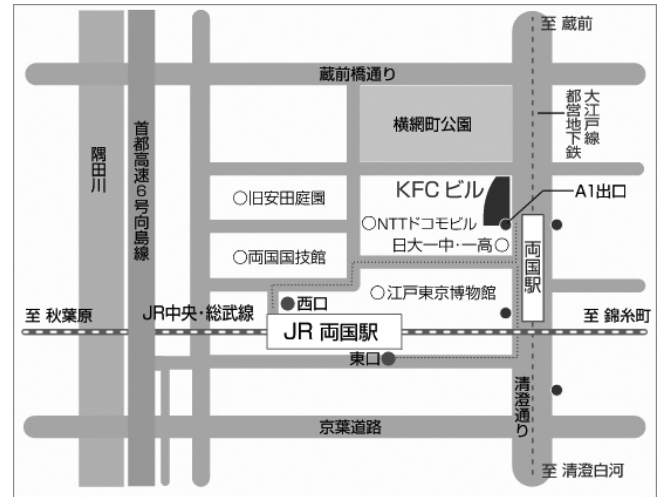 至 蔵前
蔵前橋通り
大江戸線
都営地下鉄
横網町公園
首都高速6号向島線
隅田川
KFCビル
A1出口
○旧安田庭園
○NTTドコモビル
日大一中・一高○
両国駅
○両国国技館
○江戸東京博物館
西口
至 秋葉原
JR中央・総武線
至 錦糸町
JR 両国駅
東口
清澄通り
京葉道路
至 清澄白河